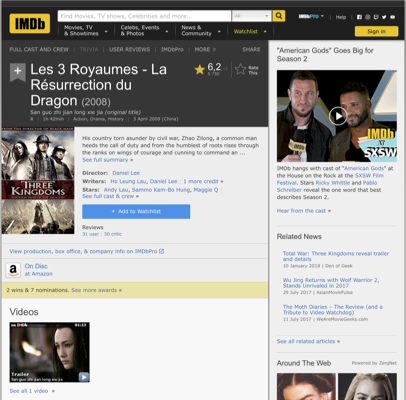 IMDb
Find Movies, TV shows, Celebrities and more...
All
Movies, TV & Showtimes
Celebs, Events & Photos
News & Community
Watchlist
IMDbPro
Help
Sign in
FULL CAST AND CREW | TRIVIA | USER REVIEWS | IMDbPro | MORE
SHARE
Les 3 Royaumes - La
Résurrection du
Dragon (2008)
San guo zhi jian long xie jia (original title)
1h 42min | Action, Drama, History | 3 April 2008 (China)
6,2
Rate
This
THREE
KINGDOMS
His country torn asunder by civil war, Zhao Zilong, a common man
heeds the call of duty and from the humblest of roots rises through
the ranks on wings of courage and cunning to command an ...
See full summary »
Director: Daniel Lee
Writers: Ho Leung Lau, Daniel Lee | 1 more credit »
Stars: Andy Lau, Sammo Kam-Bo Hung, Maggie Q |
See full cast & crew »
+ Add to Watchlist
Reviews
31 user | 30 critic
View production, box office, & company info on IMDbPro
a
On Disc
at Amazon
2 wins & 7 nominations. See more awards »
Videos
Trailer
See all 1 video »
"American Gods" Goes Big for
Season 2
IMDb
at
SXSW
IMDb hangs with cast of "American Gods" at
the House on the Rock at the SXSW Film
Festival. Stars Ricky Whittle and Pablo
Schreiber reveal the one word that best
describes Season 2.
Hear from the cast »
Related News
Total War: Three Kingdoms reveal trailer
and details
10 January 2018 | Den of Geek
Wu Jing Returns with Wolf Warrior 2,
Stands Unrivaled in 2017
29 July 2017 | AsianMoviePulse
The Moth Diaries – The Review (and a
Tribute to Video Watchdog)
11 July 2017 | WeAreMovieGeeks.com
See all related articles »
Around The Web
Powered by ZergNet